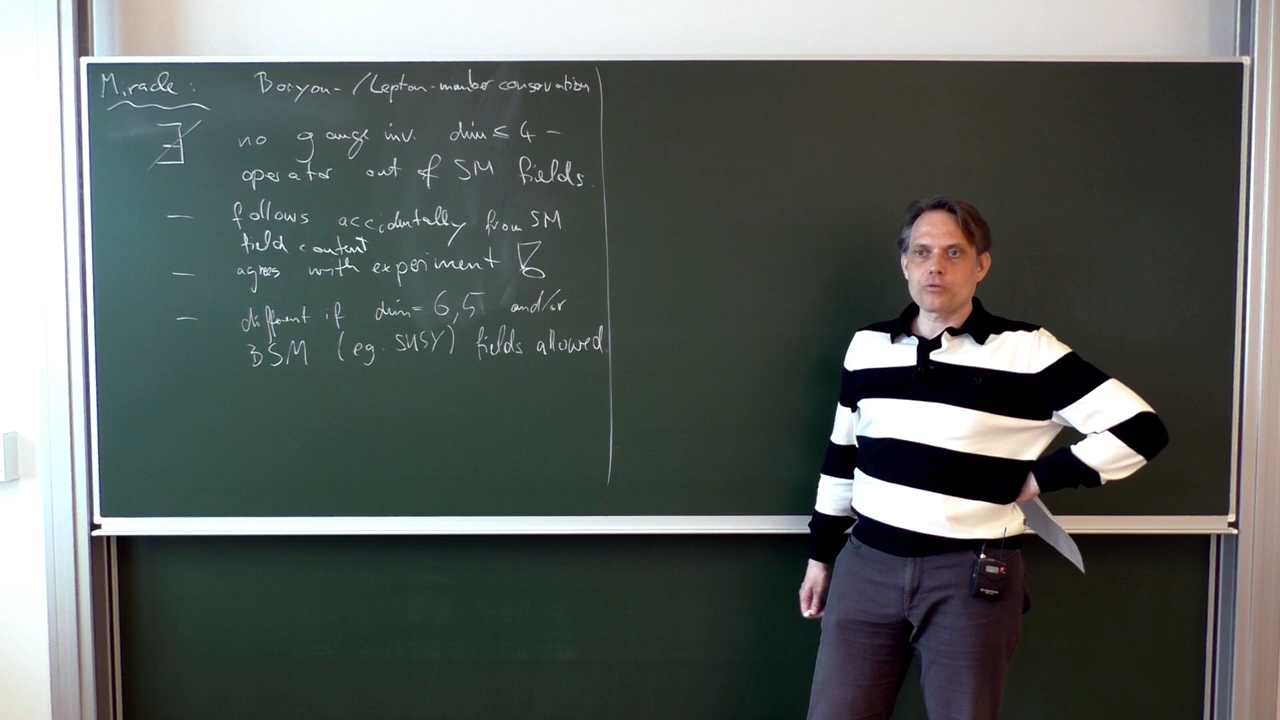 Miracle: Baryon-/Lepton-number conservation
∄ no gauge inv. dim ≤ 4 -
operator out of SM fields.
- follows accidentally from SM
field content
- agrees with experiment
- different if dim = 6,5 and/or
BSM (eg. SUSY) fields allowed.